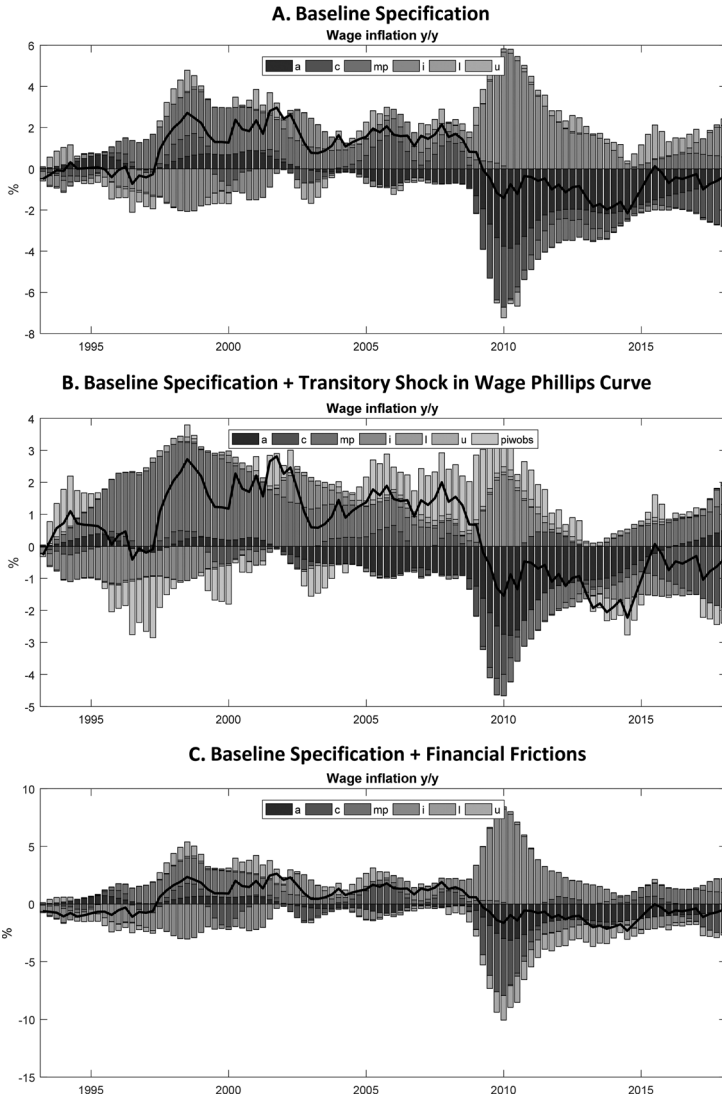 A. Baseline Specification
Wage inflation y/y
a c mp i l u
6
4
2
0
-2
-4
-6
-8
%
1995 2000 2005 2010 2015
B. Baseline Specification + Transitory Shock in Wage Phillips Curve
Wage inflation y/y
a c mp i l u piwobs
4
3
2
1
0
-1
-2
-3
-4
-5
%
1995 2000 2005 2010 2015
C. Baseline Specification + Financial Frictions
Wage inflation y/y
a c mp i l u
10
5
0
-5
-10
-15
%
1995 2000 2005 2010 2015